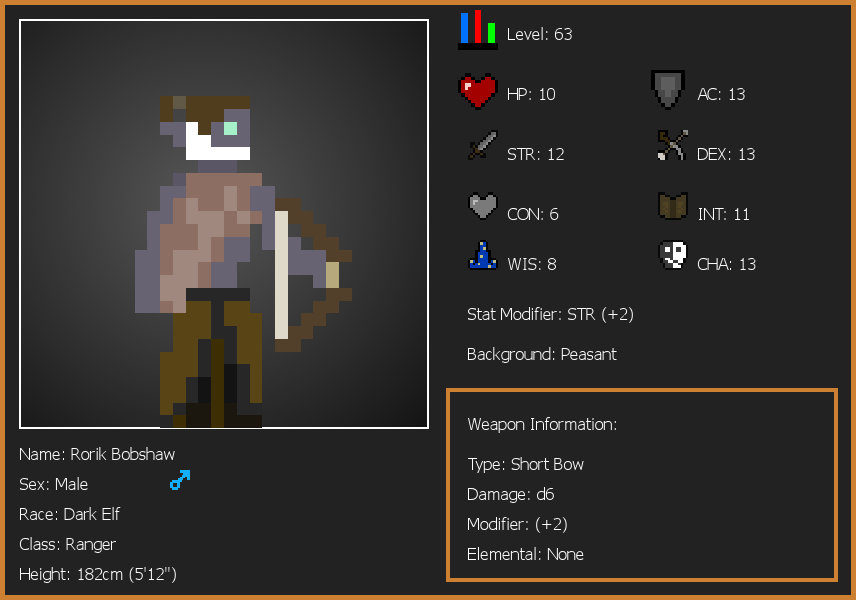 Level: 63
HP: 10
AC: 13
STR: 12
DEX: 13
CON: 6
INT: 11
WIS: 8
CHA: 13
Stat Modifier: STR (+2)
Background: Peasant
Weapon Information:
Type: Short Bow
Damage: d6
Modifier: (+2)
Elemental: None
Name: Rorik Bobshaw
Sex: Male
Race: Dark Elf
Class: Ranger
Height: 182cm (5'12")